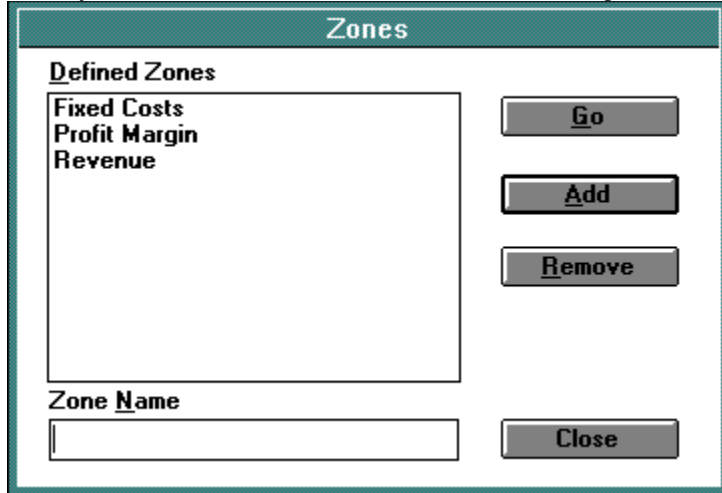 Zones
Defined Zones
Fixed Costs
Profit Margin
Revenue
Go
Add
Remove
Zone Name
Close